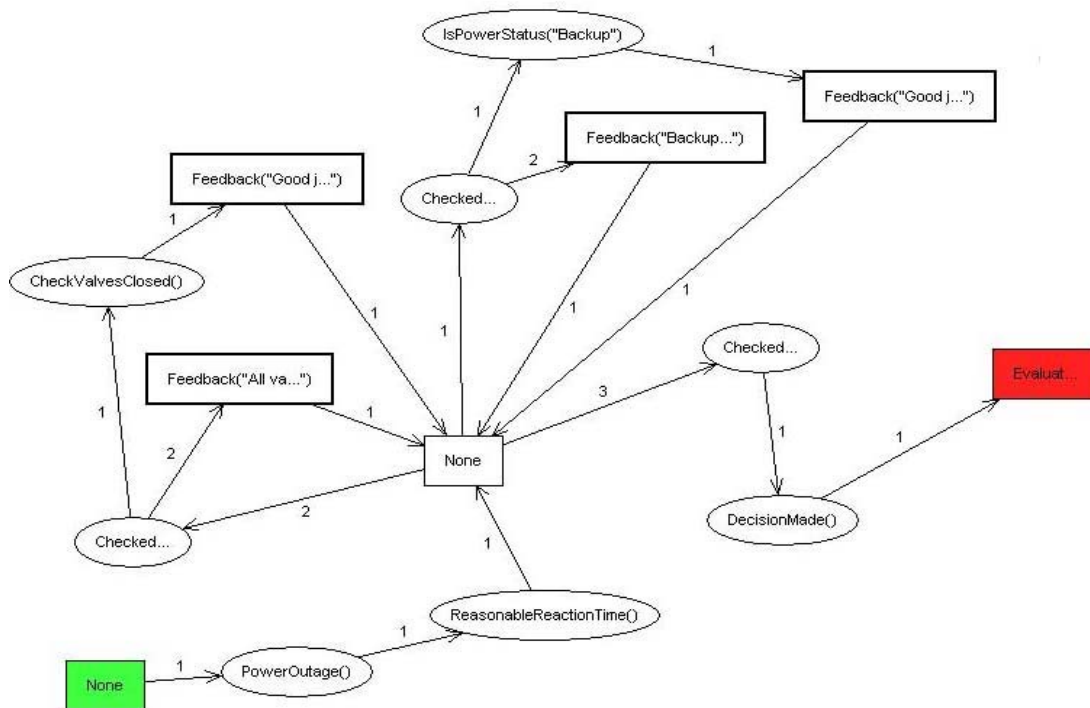 IsPowerStatus("Backup")
1
Feedback("Good j...")
1
Feedback("Backup...")
2
Feedback("Good j...")
Checked...
1
CheckValvesClosed()
1
1
1
1
Checked...
Feedback("All va...")
Evaluat...
3
1
1
2
1
1
None
2
DecisionMade()
Checked...
1
ReasonableReactionTime()
1
1
PowerOutage()
None